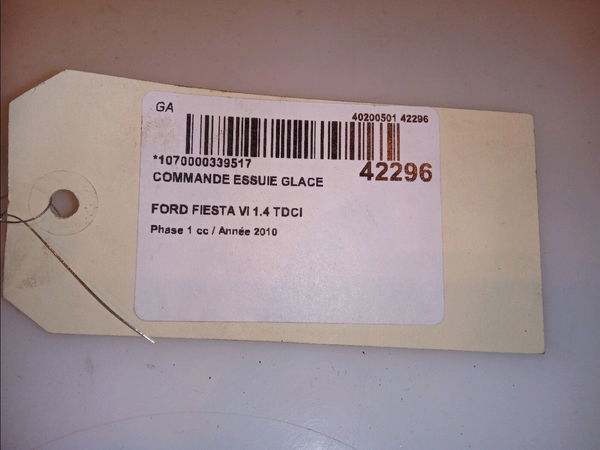 GA
40200501 42296
*1070000339517
42296
COMMANDE ESSUIE GLACE
FORD FIESTA VI 1.4 TDCI
Phase 1 cc / Année 2010